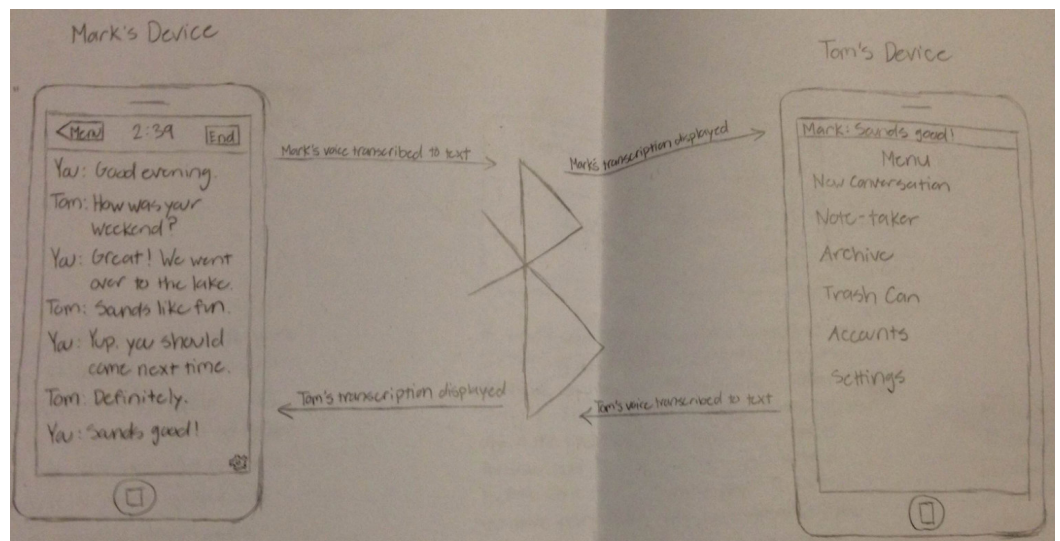 Mark's Device
Tom's Device
Menu
2:39
End
You: Good evening.
Tom: How was your
weekend?
You: Great! We went
over to the lake.
Tom: Sounds like fun.
You: Yup, you should
come next time.
Tom: Definitely.
You: Sounds good!
Mark's voice transcribed to text
Mark's transcription displayed
Tom's transcription displayed
Tom's voice transcribed to text
Mark: Sounds good!
Menu
New Conversation
Note-taker
Archive
Trash Can
Accounts
Settings